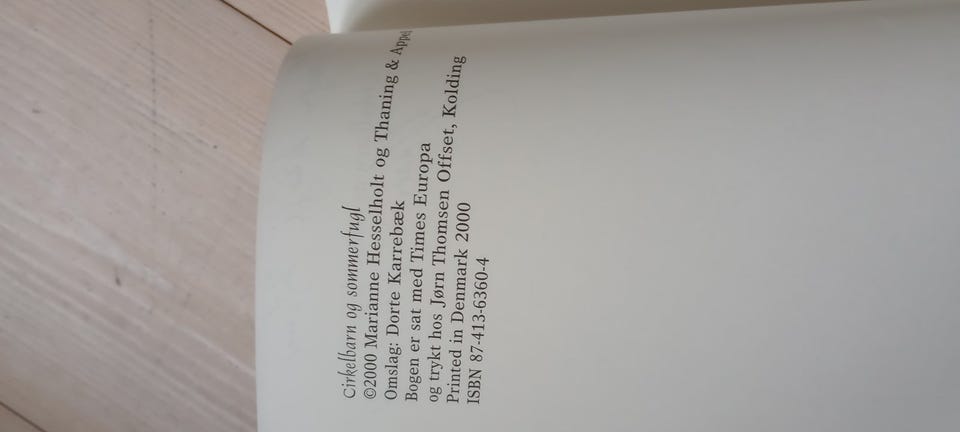 Cirkelbarn og sommerfugl
©2000 Marianne Hesselholt og Thaning & Appel
Omslag: Dorte Karrebæk
Bogen er sat med Times Europa
og trykt hos Jørn Thomsen Offset, Kolding
Printed in Denmark 2000
ISBN 87-413-6360-4